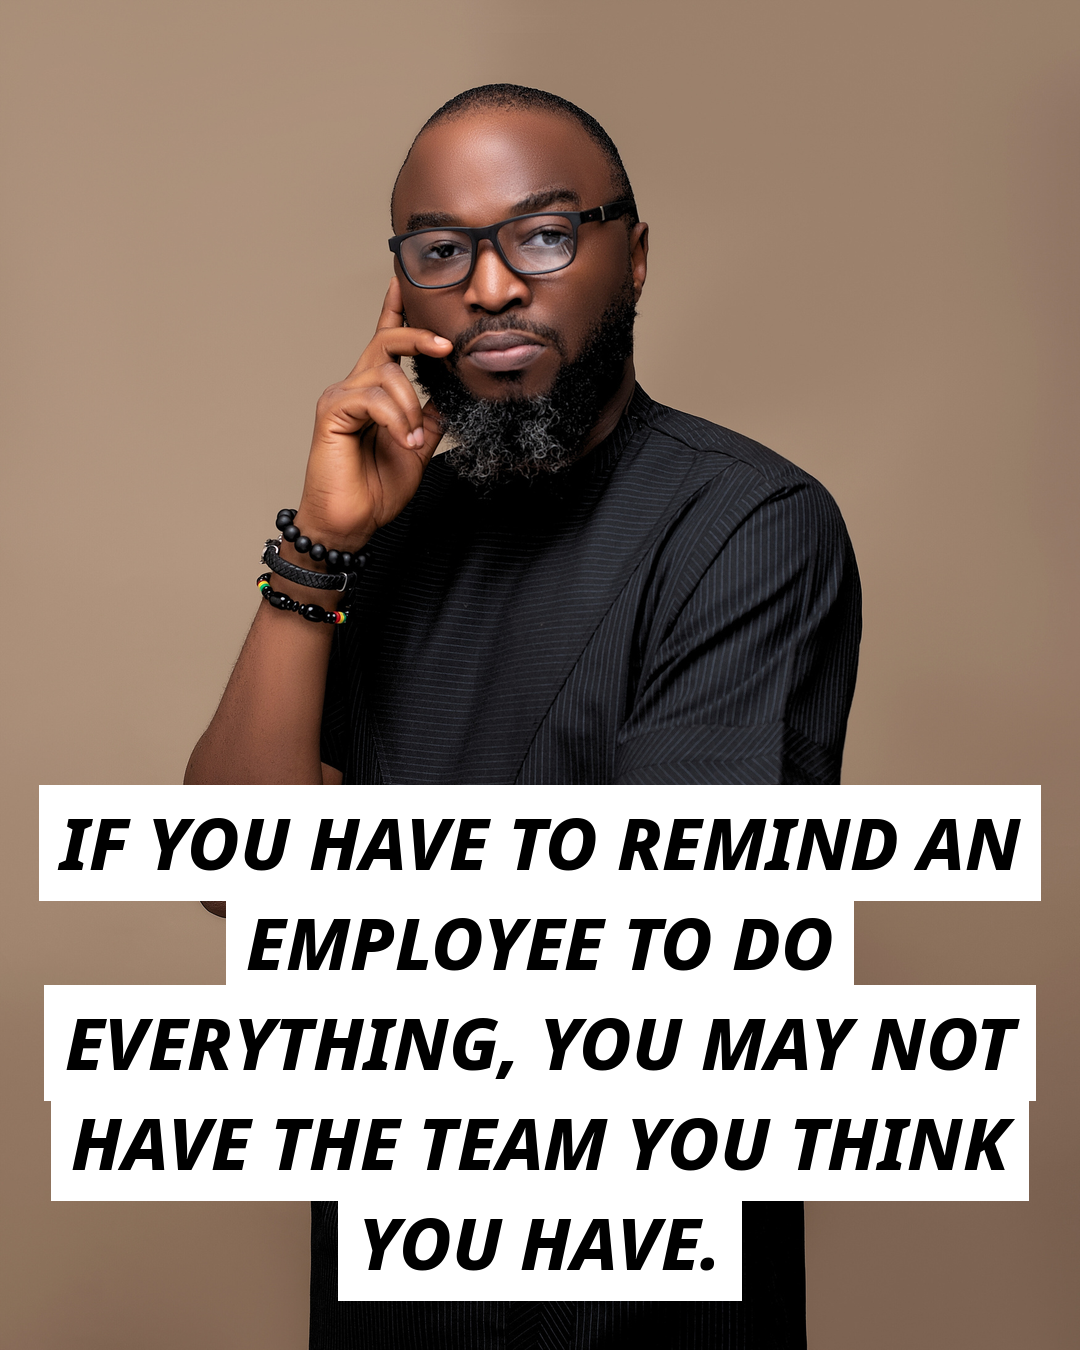 IF YOU HAVE TO REMIND AN
EMPLOYEE TO DO
EVERYTHING, YOU MAY NOT
HAVE THE TEAM YOU THINK
YOU HAVE.